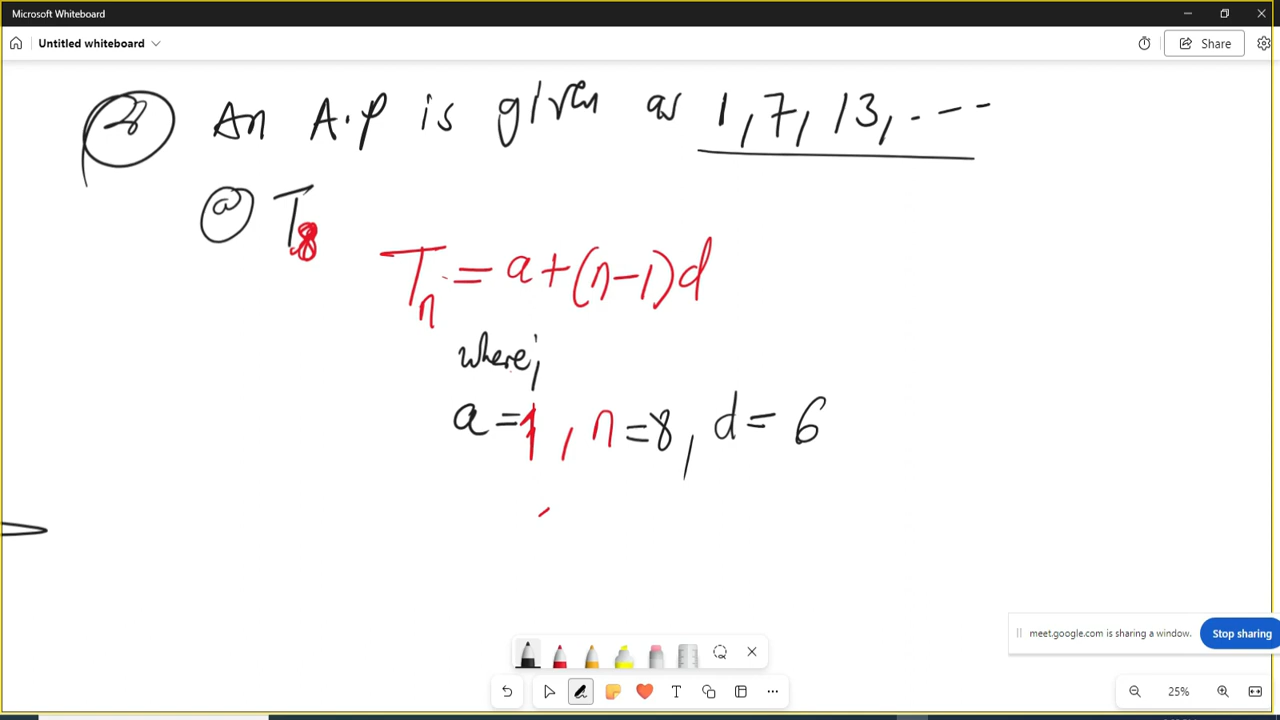 Microsoft Whiteboard
Untitled whiteboard
Share
An A.P is given as 1, 7, 13, ...
(a) T8
Tn = a+(n-1)d
where;
a=1, n=8, d=6
meet.google.com is sharing a window.
Stop sharing
25%